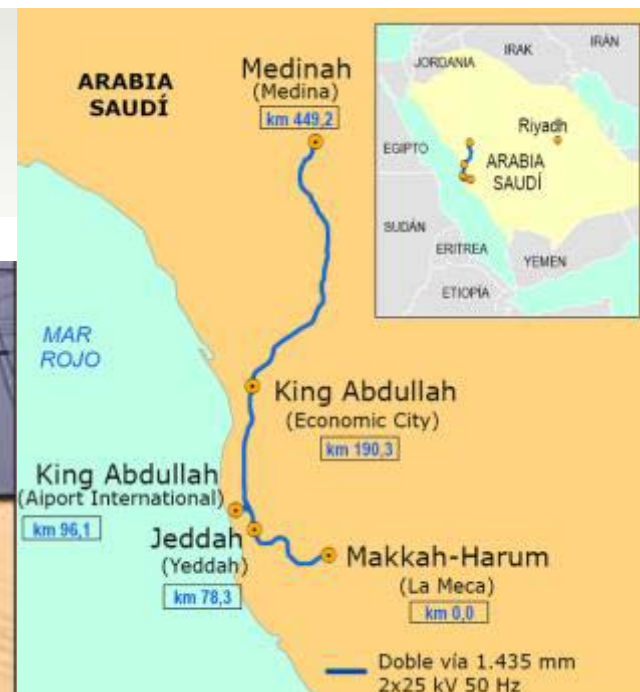 ARABIA
SAUDÍ
Medinah
(Medina)
km 449,2
IRAK
IRÁN
JORDANIA
Riyadh
EGIPTO
ARABIA
SAUDÍ
SUDÁN
ERITREA
YEMEN
ETIOPÍA
MAR
ROJO
King Abdullah
(Economic City)
km 190,3
King Abdullah
(Aiport International)
km 96,1
Jeddah
(Yeddah)
km 78,3
Makkah-Harum
(La Meca)
km 0,0
Doble vía 1.435 mm
2x25 kV 50 Hz